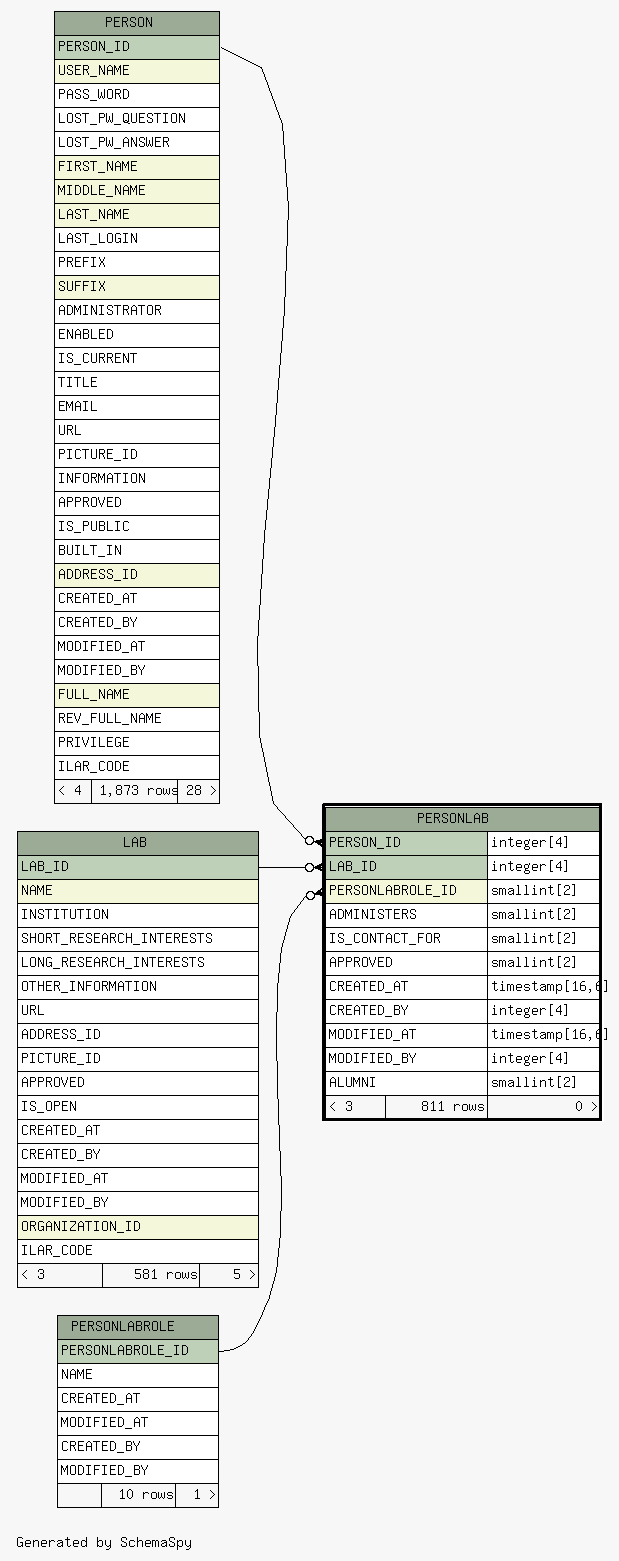 PERSON
PERSON_ID
USER_NAME
PASS_WORD
LOST_PW_QUESTION
LOST_PW_ANSWER
FIRST_NAME
MIDDLE_NAME
LAST_NAME
LAST_LOGIN
PREFIX
SUFFIX
ADMINISTRATOR
ENABLED
IS_CURRENT
TITLE
EMAIL
URL
PICTURE_ID
INFORMATION
APPROVED
IS_PUBLIC
BUILT_IN
ADDRESS_ID
CREATED_AT
CREATED_BY
MODIFIED_AT
MODIFIED_BY
FULL_NAME
REV_FULL_NAME
PRIVILEGE
ILAR_CODE
< 4 1,873 rows 28 >
LAB
LAB_ID
NAME
INSTITUTION
SHORT_RESEARCH_INTERESTS
LONG_RESEARCH_INTERESTS
OTHER_INFORMATION
URL
ADDRESS_ID
PICTURE_ID
APPROVED
IS_OPEN
CREATED_AT
CREATED_BY
MODIFIED_AT
MODIFIED_BY
ORGANIZATION_ID
ILAR_CODE
< 3 581 rows 5 >
PERSONLAB
PERSON_ID integer[4]
LAB_ID integer[4]
PERSONLABROLE_ID smallint[2]
ADMINISTERS smallint[2]
IS_CONTACT_FOR smallint[2]
APPROVED smallint[2]
CREATED_AT timestamp[16,6]
CREATED_BY integer[4]
MODIFIED_AT timestamp[16,6]
MODIFIED_BY integer[4]
ALUMNI smallint[2]
< 3 811 rows 0 >
PERSONLABROLE
PERSONLABROLE_ID
NAME
CREATED_AT
MODIFIED_AT
CREATED_BY
MODIFIED_BY
10 rows 1 >
Generated by SchemaSpy